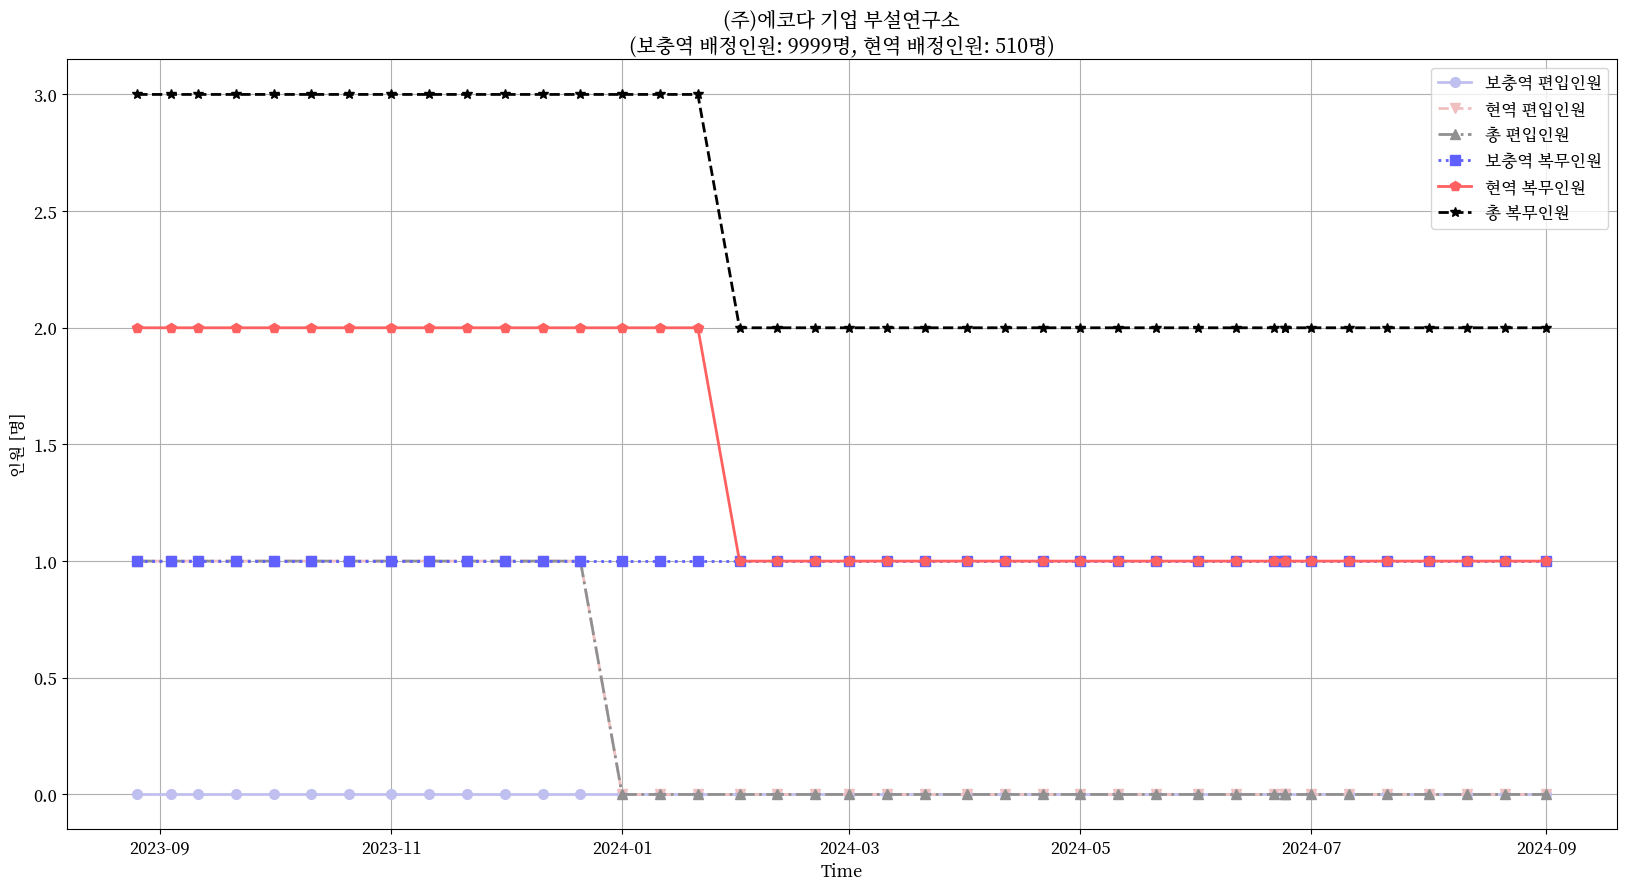 (주)에코다 기업 부설연구소
(보충역 배정인원: 9999명, 현역 배정인원: 510명)
보충역 편입인원
현역 편입인원
총 편입인원
보충역 복무인원
현역 복무인원
총 복무인원
3.0
2.5
2.0
1.5
1.0
0.5
0.0
인원 [명]
2023-09 2023-11 2024-01 2024-03 2024-05 2024-07 2024-09
Time